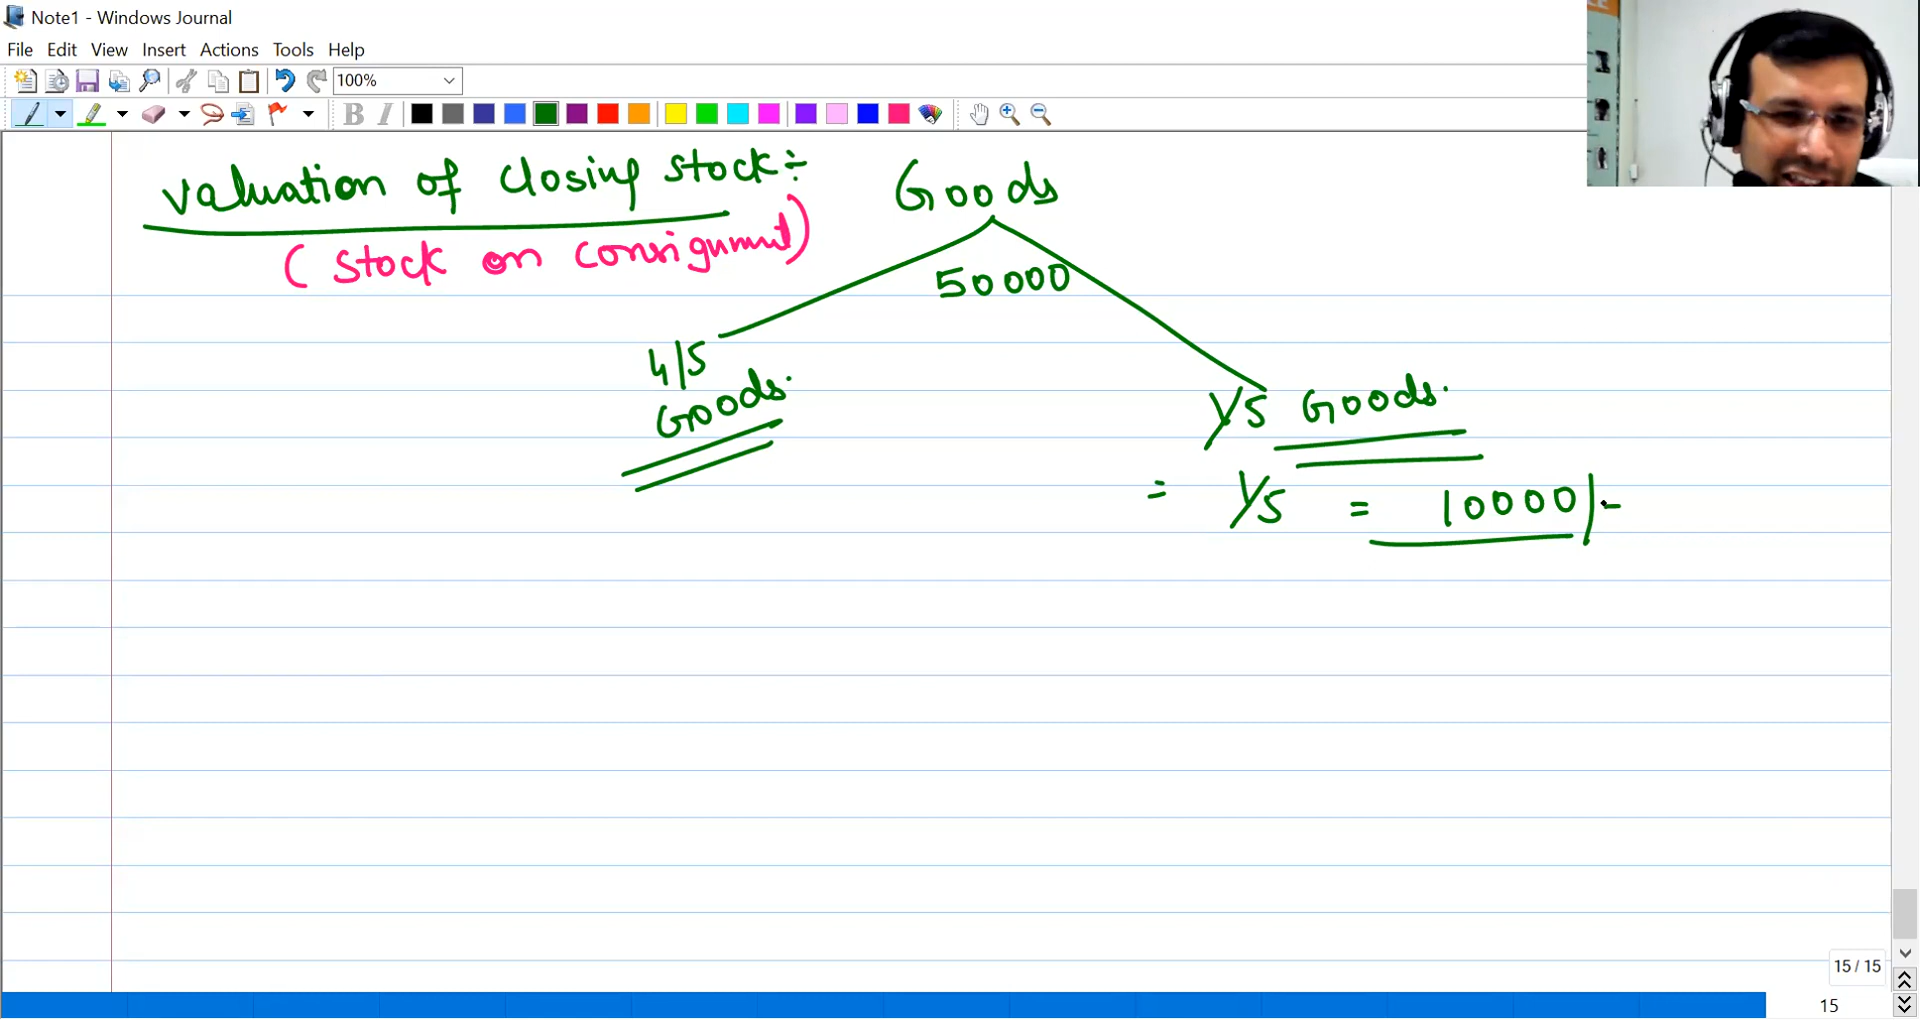 Note1 - Windows Journal
File Edit View Insert Actions Tools Help
100%
B I
Valuation of closing stock:-
(stock on consignment)
Goods
50000
4/5
Goods.
1/5 Goods.
= 1/5 = 10000/-
15 / 15
15